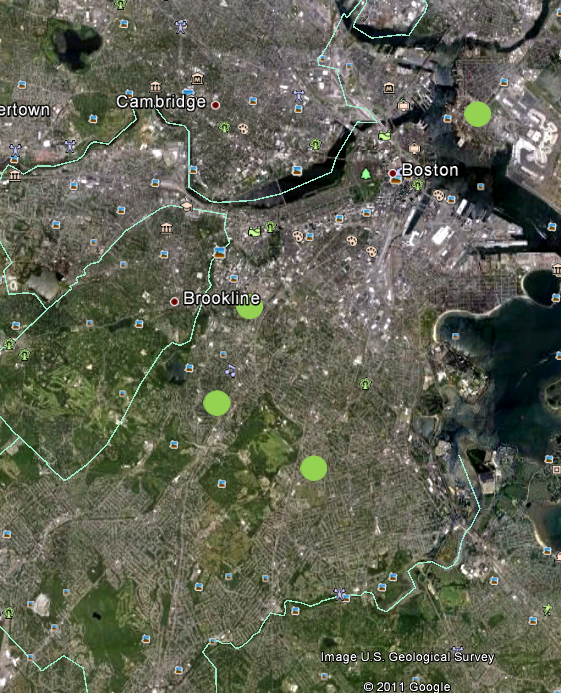 Cambridge
ertown
Boston
Brookline
Image U.S. Geological Survey
© 2011 Google